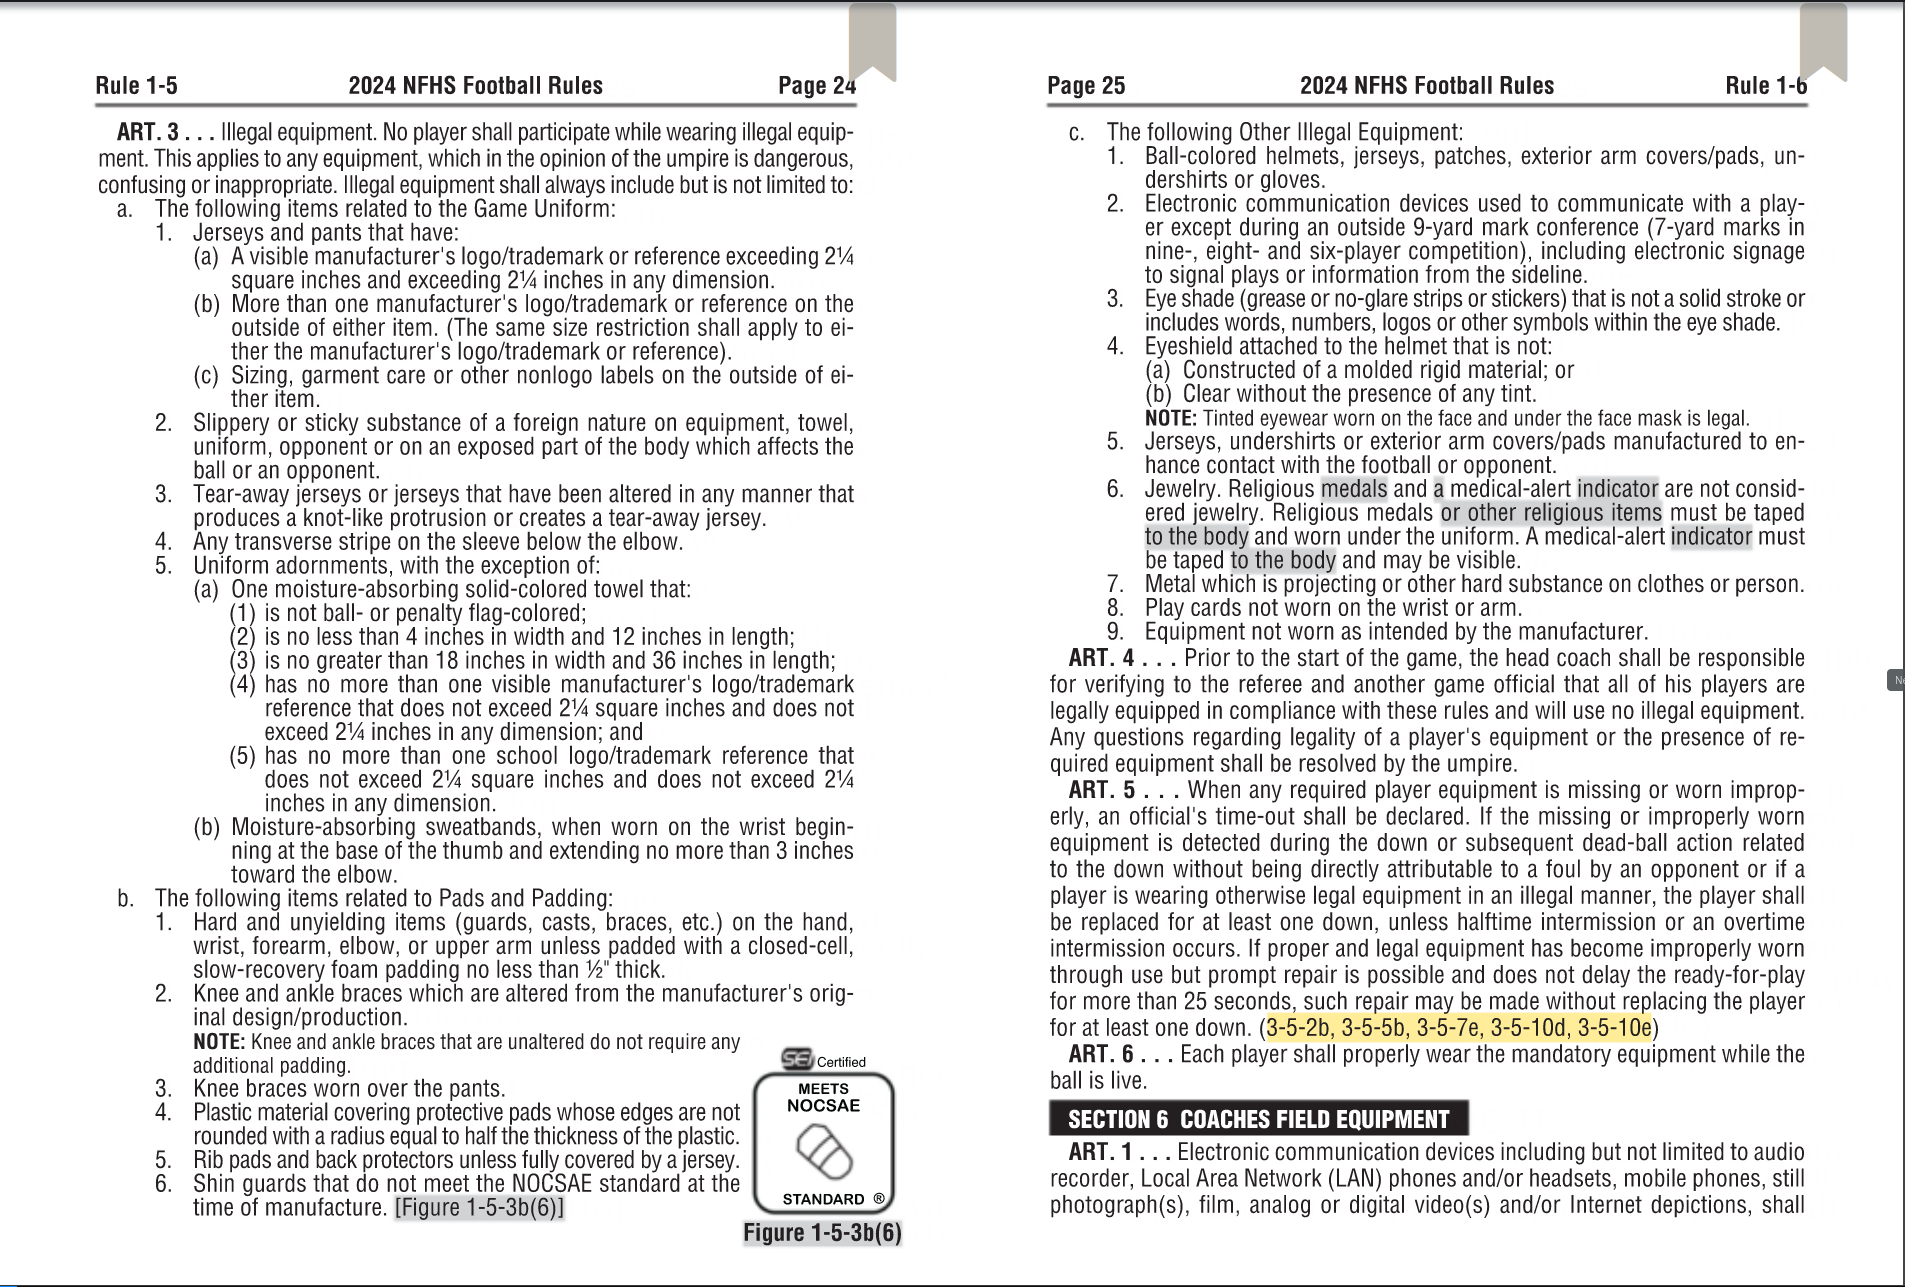 Rule 1-5 2024 NFHS Football Rules Page 24
ART. 3 . . . Illegal equipment. No player shall participate while wearing illegal equip-
ment. This applies to any equipment, which in the opinion of the umpire is dangerous,
confusing or inappropriate. Illegal equipment shall always include but is not limited to:
a. The following items related to the Game Uniform:
1. Jerseys and pants that have:
(a) A visible manufacturer's logo/trademark or reference exceeding 2¼
square inches and exceeding 2¼ inches in any dimension.
(b) More than one manufacturer's logo/trademark or reference on the
outside of either item. (The same size restriction shall apply to ei-
ther the manufacturer's logo/trademark or reference).
(c) Sizing, garment care or other nonlogo labels on the outside of ei-
ther item.
2. Slippery or sticky substance of a foreign nature on equipment, towel,
uniform, opponent or on an exposed part of the body which affects the
ball or an opponent.
3. Tear-away jerseys or jerseys that have been altered in any manner that
produces a knot-like protrusion or creates a tear-away jersey.
4. Any transverse stripe on the sleeve below the elbow.
5. Uniform adornments, with the exception of:
(a) One moisture-absorbing solid-colored towel that:
(1) is not ball- or penalty flag-colored;
(2) is no less than 4 inches in width and 12 inches in length;
(3) is no greater than 18 inches in width and 36 inches in length;
(4) has no more than one visible manufacturer's logo/trademark
reference that does not exceed 2¼ square inches and does not
exceed 2¼ inches in any dimension; and
(5) has no more than one school logo/trademark reference that
does not exceed 2¼ square inches and does not exceed 2¼
inches in any dimension.
(b) Moisture-absorbing sweatbands, when worn on the wrist begin-
ning at the base of the thumb and extending no more than 3 inches
toward the elbow.
b. The following items related to Pads and Padding:
1. Hard and unyielding items (guards, casts, braces, etc.) on the hand,
wrist, forearm, elbow, or upper arm unless padded with a closed-cell,
slow-recovery foam padding no less than ½" thick.
2. Knee and ankle braces which are altered from the manufacturer's orig-
inal design/production.
NOTE: Knee and ankle braces that are unaltered do not require any
additional padding.
3. Knee braces worn over the pants.
4. Plastic material covering protective pads whose edges are not
rounded with a radius equal to half the thickness of the plastic.
5. Rib pads and back protectors unless fully covered by a jersey.
6. Shin guards that do not meet the NOCSAE standard at the
time of manufacture. [Figure 1-5-3b(6)]
SEI Certified
MEETS
NOCSAE
STANDARD ®
Figure 1-5-3b(6)
Page 25 2024 NFHS Football Rules Rule 1-6
c. The following Other Illegal Equipment:
1. Ball-colored helmets, jerseys, patches, exterior arm covers/pads, un-
dershirts or gloves.
2. Electronic communication devices used to communicate with a play-
er except during an outside 9-yard mark conference (7-yard marks in
nine-, eight- and six-player competition), including electronic signage
to signal plays or information from the sideline.
3. Eye shade (grease or no-glare strips or stickers) that is not a solid stroke or
includes words, numbers, logos or other symbols within the eye shade.
4. Eyeshield attached to the helmet that is not:
(a) Constructed of a molded rigid material; or
(b) Clear without the presence of any tint.
NOTE: Tinted eyewear worn on the face and under the face mask is legal.
5. Jerseys, undershirts or exterior arm covers/pads manufactured to en-
hance contact with the football or opponent.
6. Jewelry. Religious medals and a medical-alert indicator are not consid-
ered jewelry. Religious medals or other religious items must be taped
to the body and worn under the uniform. A medical-alert indicator must
be taped to the body and may be visible.
7. Metal which is projecting or other hard substance on clothes or person.
8. Play cards not worn on the wrist or arm.
9. Equipment not worn as intended by the manufacturer.
ART. 4 . . . Prior to the start of the game, the head coach shall be responsible
for verifying to the referee and another game official that all of his players are
legally equipped in compliance with these rules and will use no illegal equipment.
Any questions regarding legality of a player's equipment or the presence of re-
quired equipment shall be resolved by the umpire.
ART. 5 . . . When any required player equipment is missing or worn improp-
erly, an official's time-out shall be declared. If the missing or improperly worn
equipment is detected during the down or subsequent dead-ball action related
to the down without being directly attributable to a foul by an opponent or if a
player is wearing otherwise legal equipment in an illegal manner, the player shall
be replaced for at least one down, unless halftime intermission or an overtime
intermission occurs. If proper and legal equipment has become improperly worn
through use but prompt repair is possible and does not delay the ready-for-play
for more than 25 seconds, such repair may be made without replacing the player
for at least one down. (3-5-2b, 3-5-5b, 3-5-7e, 3-5-10d, 3-5-10e)
ART. 6 . . . Each player shall properly wear the mandatory equipment while the
ball is live.
SECTION 6 COACHES FIELD EQUIPMENT
ART. 1 . . . Electronic communication devices including but not limited to audio
recorder, Local Area Network (LAN) phones and/or headsets, mobile phones, still
photograph(s), film, analog or digital video(s) and/or Internet depictions, shall